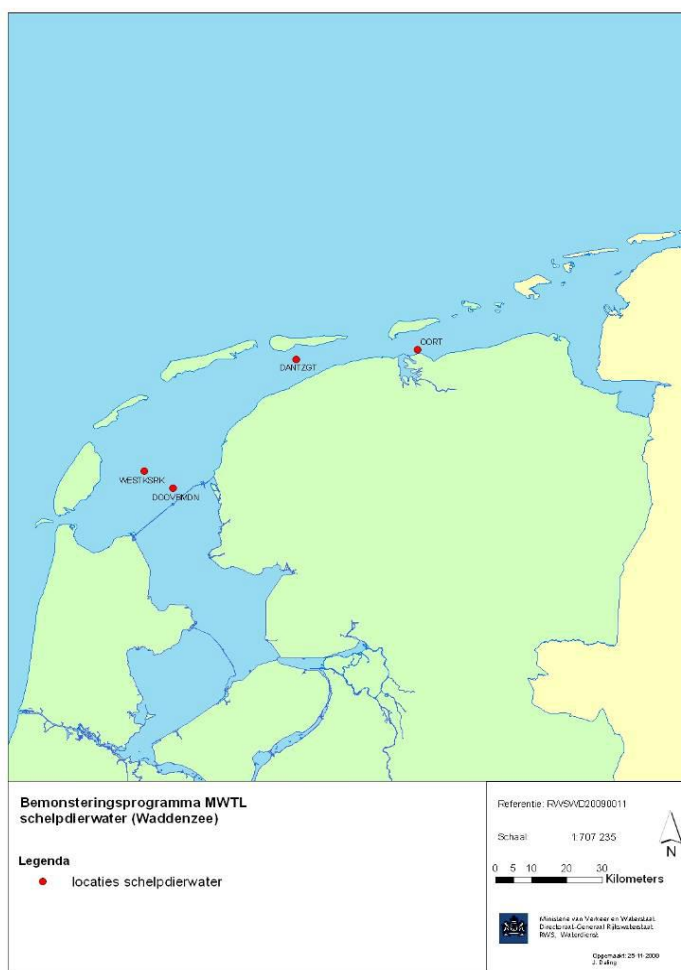 OORT
DANTZGT
WESTKSRK
DOOVBMDN
Bemonsteringsprogramma MWTL
schelpdierwater (Waddenzee)
Legenda
locaties schelpdierwater
Referentie: RWSWD20090011
Schaal: 1:707 235
N
0 5 10 20 30
Kilometers
Ministerie van Verkeer en Waterstaat
Directoraat-Generaal Rijkswaterstaat
RWS, Waterdienst
Opgemaakt: 25-11-2009
J. Daling